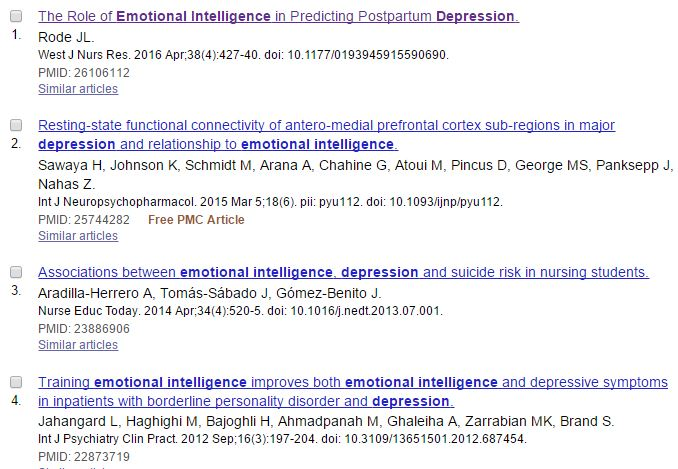 The Role of Emotional Intelligence in Predicting Postpartum Depression.
1. Rode JL.
West J Nurs Res. 2016 Apr;38(4):427-40. doi: 10.1177/0193945915590690.
PMID: 26106112
Similar articles
Resting-state functional connectivity of antero-medial prefrontal cortex sub-regions in major
2. depression and relationship to emotional intelligence.
Sawaya H, Johnson K, Schmidt M, Arana A, Chahine G, Atoui M, Pincus D, George MS, Panksepp J,
Nahas Z.
Int J Neuropsychopharmacol. 2015 Mar 5;18(6). pii: pyu112. doi: 10.1093/ijnp/pyu112.
PMID: 25744282 Free PMC Article
Similar articles
Associations between emotional intelligence, depression and suicide risk in nursing students.
3. Aradilla-Herrero A, Tomás-Sábado J, Gómez-Benito J.
Nurse Educ Today. 2014 Apr;34(4):520-5. doi: 10.1016/j.nedt.2013.07.001.
PMID: 23886906
Similar articles
Training emotional intelligence improves both emotional intelligence and depressive symptoms
4. in inpatients with borderline personality disorder and depression.
Jahangard L, Haghighi M, Bajoghli H, Ahmadpanah M, Ghaleiha A, Zarrabian MK, Brand S.
Int J Psychiatry Clin Pract. 2012 Sep;16(3):197-204. doi: 10.3109/13651501.2012.687454.
PMID: 22873719